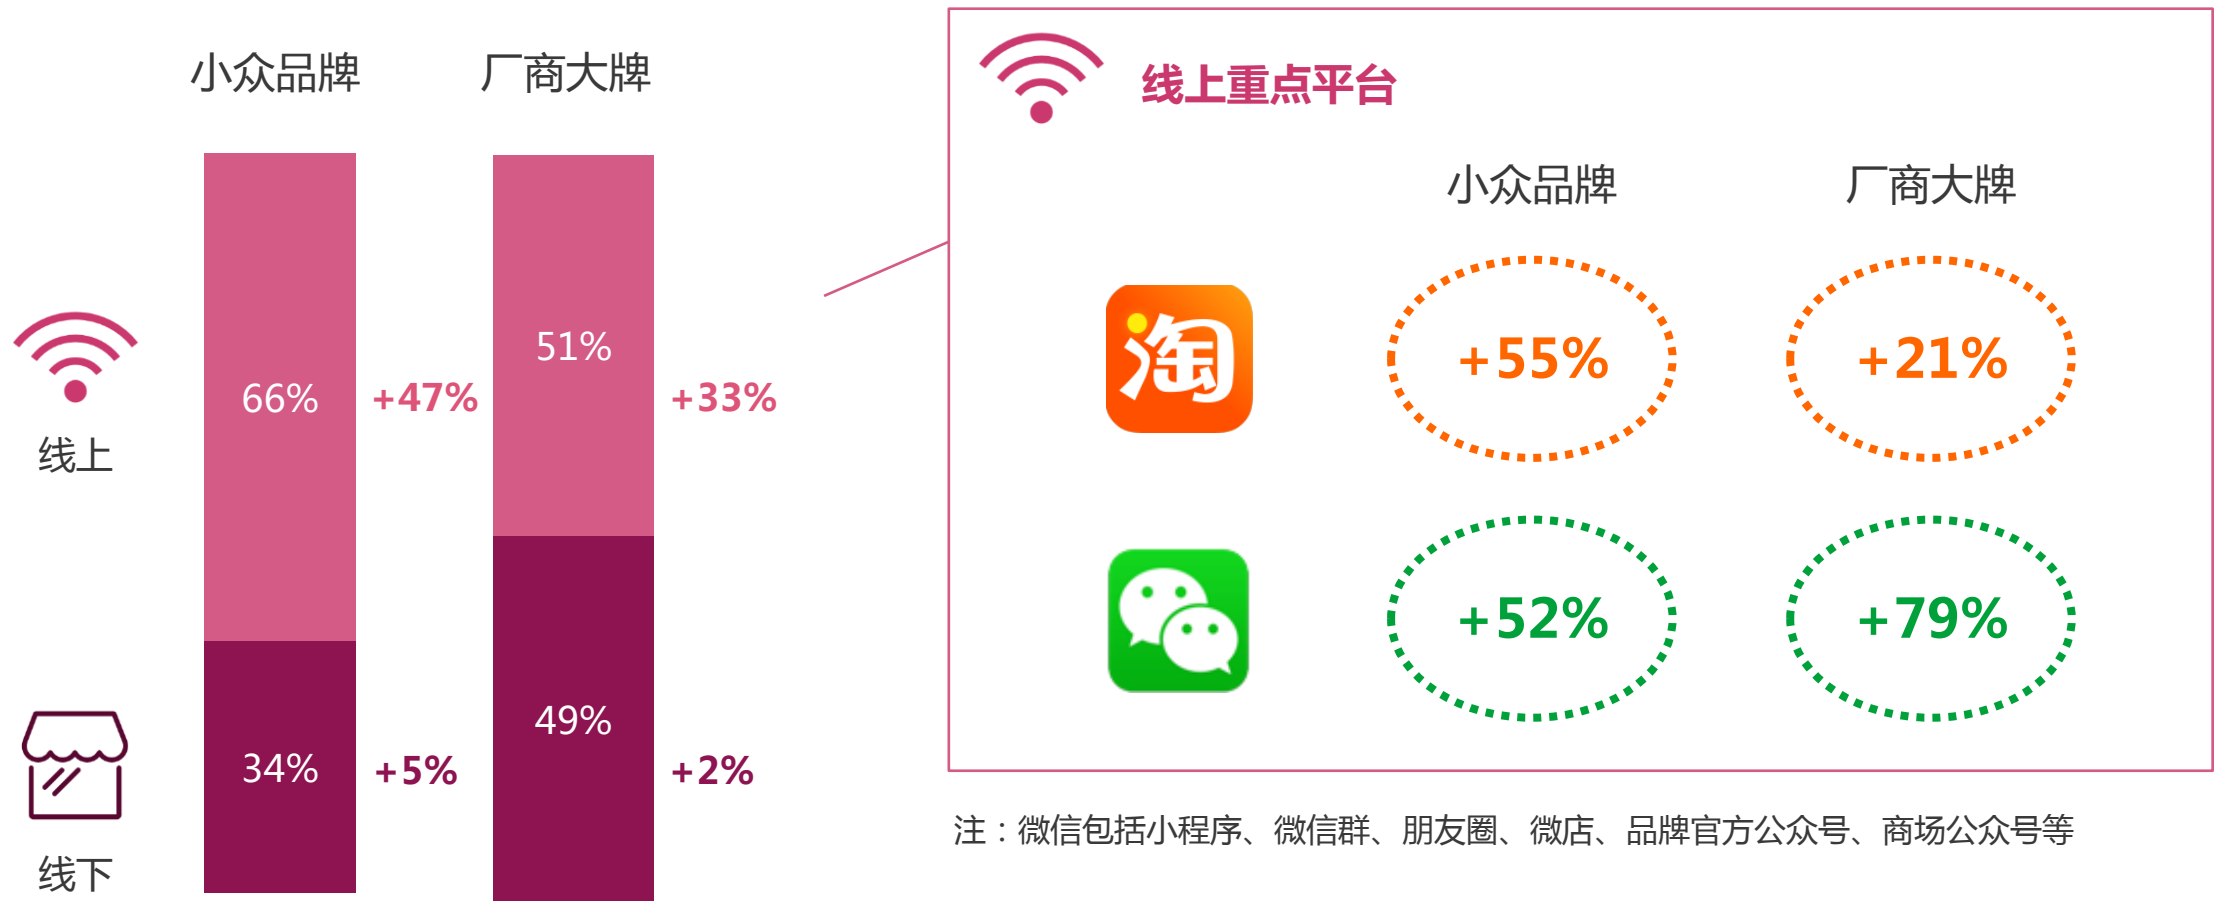 小众品牌
厂商大牌
66%
+47%
51%
+33%
线上
34%
+5%
49%
+2%
线下
线上重点平台
小众品牌
厂商大牌
淘
+55%
+21%
+52%
+79%
注：微信包括小程序、微信群、朋友圈、微店、品牌官方公众号、商场公众号等